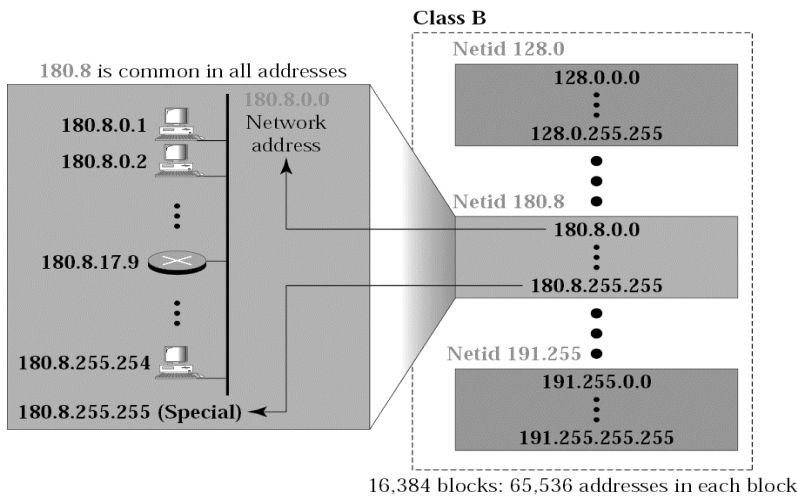 Class B
Netid 128.0
128.0.0.0
128.0.255.255
180.8 is common in all addresses
180.8.0.0
Network
address
180.8.0.1
180.8.0.2
180.8.17.9
180.8.255.254
180.8.255.255 (Special)
Netid 180.8
180.8.0.0
180.8.255.255
Netid 191.255
191.255.0.0
191.255.255.255
16,384 blocks: 65,536 addresses in each block